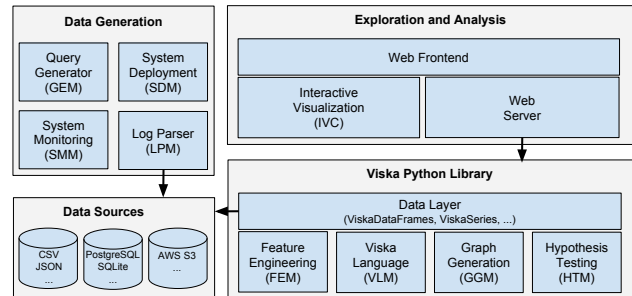 Data Generation
Query
Generator
(GEM)
System
Deployment
(SDM)
System
Monitoring
(SMM)
Log Parser
(LPM)
Exploration and Analysis
Web Frontend
Interactive
Visualization
(IVC)
Web
Server
Data Sources
CSV
JSON
...
PostgreSQL
SQLite
...
AWS S3
...
Viska Python Library
Data Layer
(ViskaDataFrames, ViskaSeries, ...)
Feature
Engineering
(FEM)
Viska
Language
(VLM)
Graph
Generation
(GGM)
Hypothesis
Testing
(HTM)